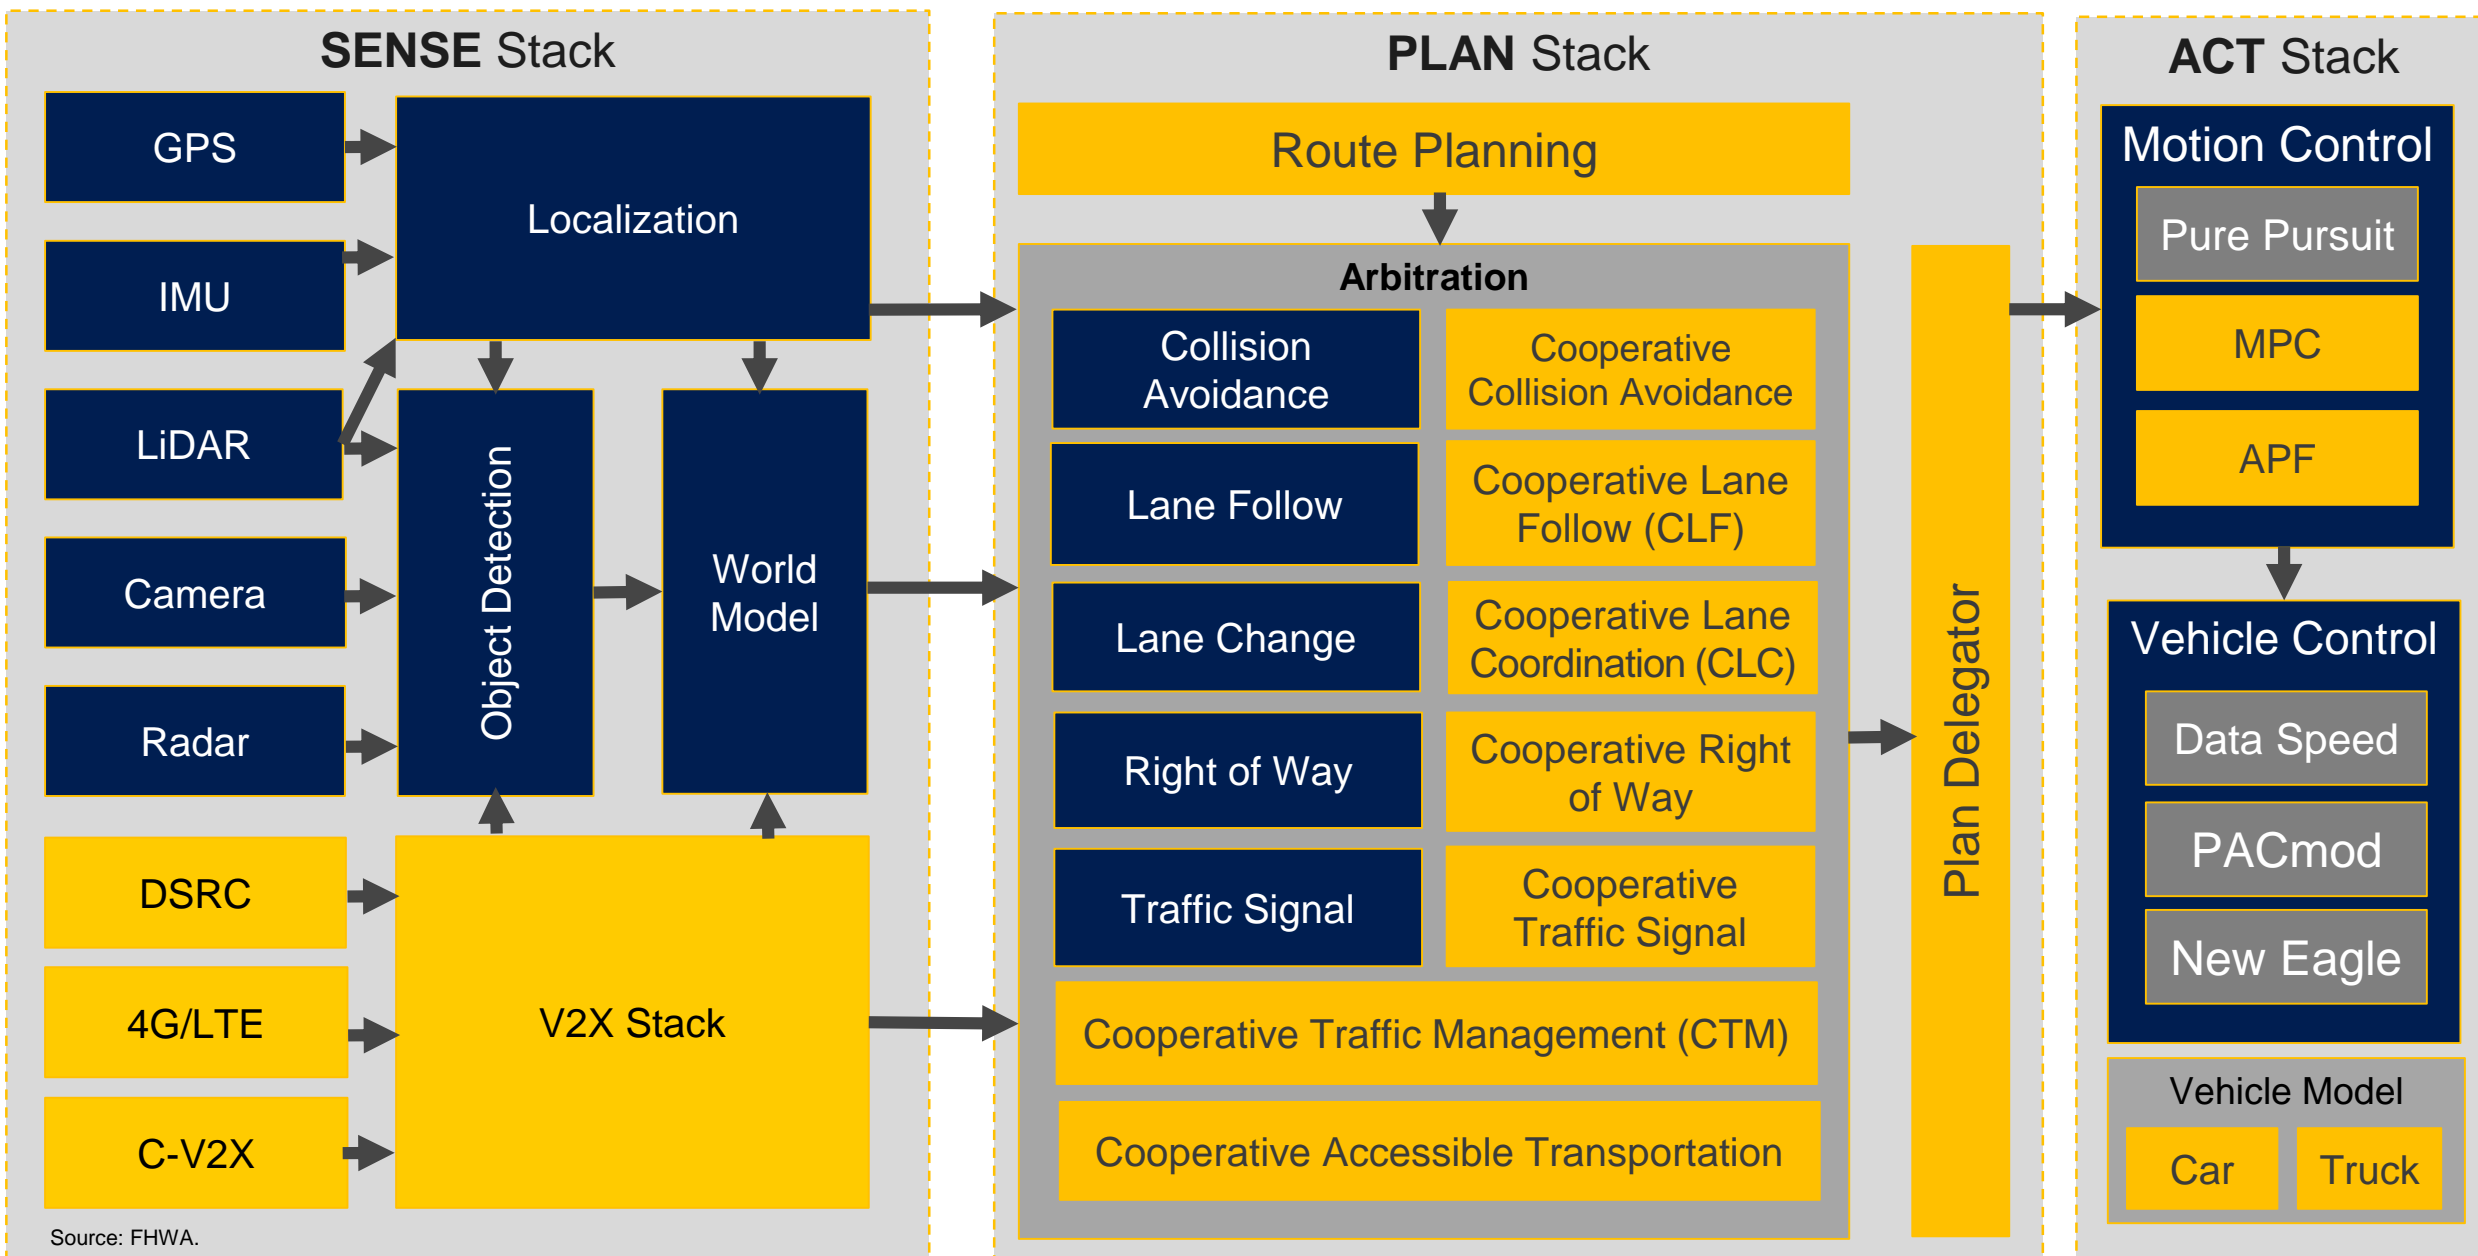 SENSE Stack
GPS
IMU
LiDAR
Camera
Radar
DSRC
4G/LTE
C-V2X
Localization
Object Detection
World
Model
V2X Stack
Source: FHWA.
PLAN Stack
Route Planning
Arbitration
Collision
Avoidance
Cooperative
Collision Avoidance
Lane Follow
Cooperative Lane
Follow (CLF)
Lane Change
Cooperative Lane
Coordination (CLC)
Right of Way
Cooperative Right
of Way
Traffic Signal
Cooperative
Traffic Signal
Cooperative Traffic Management (CTM)
Cooperative Accessible Transportation
Plan Delegator
ACT Stack
Motion Control
Pure Pursuit
MPC
APF
Vehicle Control
Data Speed
PACmod
New Eagle
Vehicle Model
Car
Truck